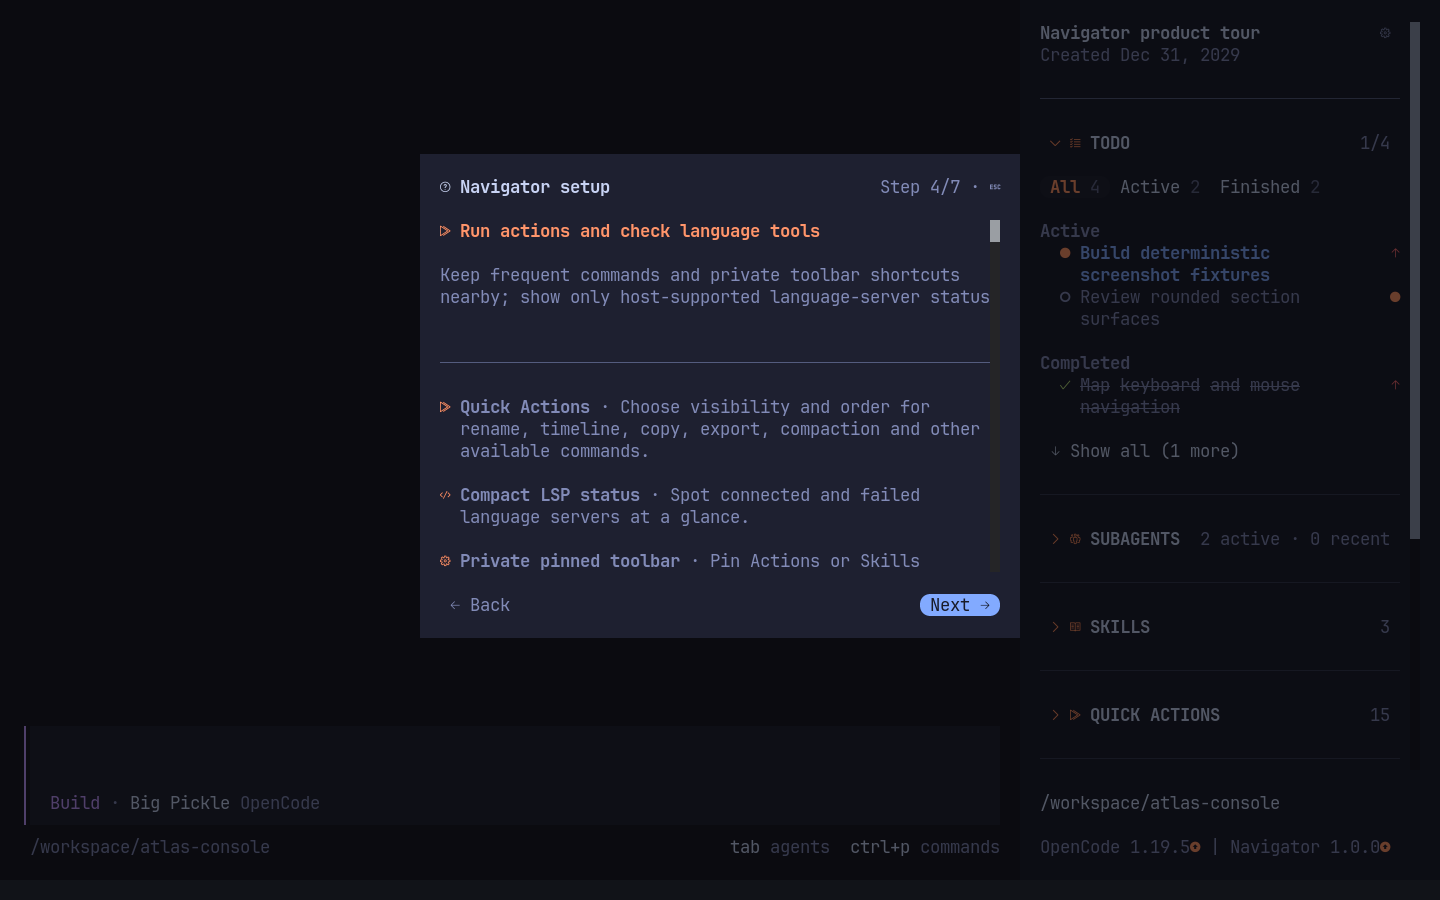 Navigator product tour
Created Dec 31, 2029
TODO 1/4
All 4 Active 2 Finished 2
Active
Build deterministic
screenshot fixtures
Review rounded section
surfaces
Completed
Map keyboard and mouse
navigation
↓ Show all (1 more)
SUBAGENTS 2 active · 0 recent
SKILLS 3
QUICK ACTIONS 15
/workspace/atlas-console
OpenCode 1.19.5 | Navigator 1.0.0
Navigator setup Step 4/7 · ESC
Run actions and check language tools
Keep frequent commands and private toolbar shortcuts
nearby; show only host-supported language-server status
Quick Actions · Choose visibility and order for
rename, timeline, copy, export, compaction and other
available commands.
Compact LSP status · Spot connected and failed
language servers at a glance.
Private pinned toolbar · Pin Actions or Skills
← Back Next →
Build · Big Pickle OpenCode
/workspace/atlas-console tab agents ctrl+p commands